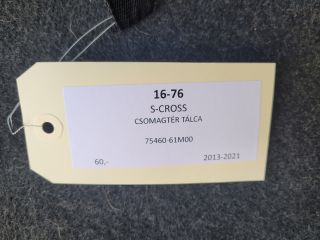 16-76
S-CROSS
CSOMAGTÉR TÁLCA
75460-61M00
60,- 2013-2021